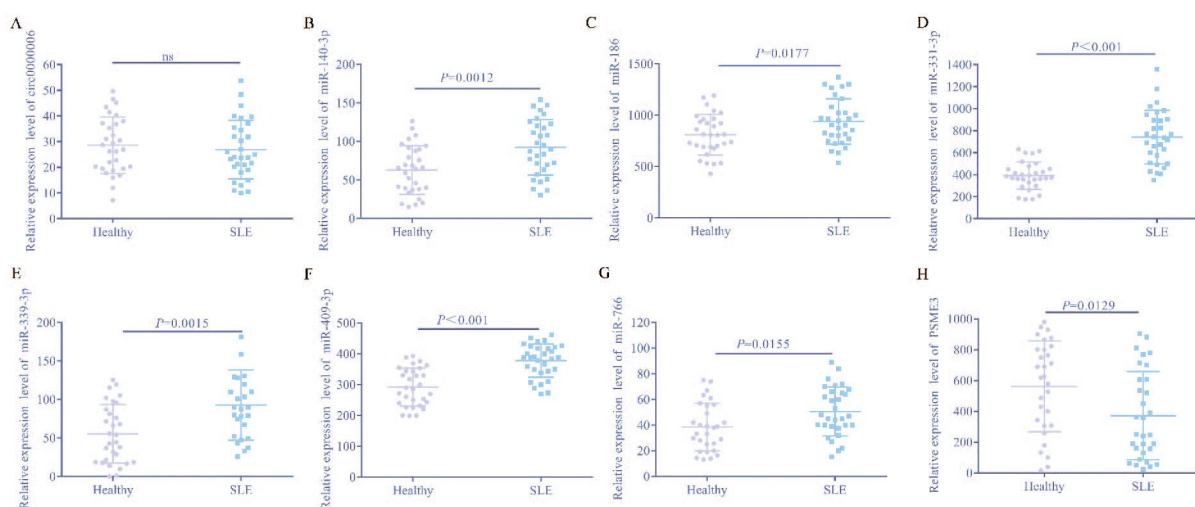 A
Relative expression level of circ0000006
ns
60
50
40
30
20
10
0
Healthy
SLE
B
Relative expression level of miR-140-3p
P=0.0012
200
150
100
50
0
Healthy
SLE
C
Relative expression level of miR-186
P=0.0177
1500
1000
500
0
Healthy
SLE
D
Relative expression level of miR-331-3p
P<0.001
1400
1200
1000
800
600
400
200
0
Healthy
SLE
E
Relative expression level of miR-339-3p
P=0.0015
200
150
100
50
0
Healthy
SLE
F
Relative expression level of miR-409-3p
P<0.001
500
400
300
200
100
0
Healthy
SLE
G
Relative expression level of miR-766
P=0.0155
120
100
80
60
40
20
0
Healthy
SLE
H
Relative expression level of PSME3
P=0.0129
1000
800
600
400
200
0
Healthy
SLE